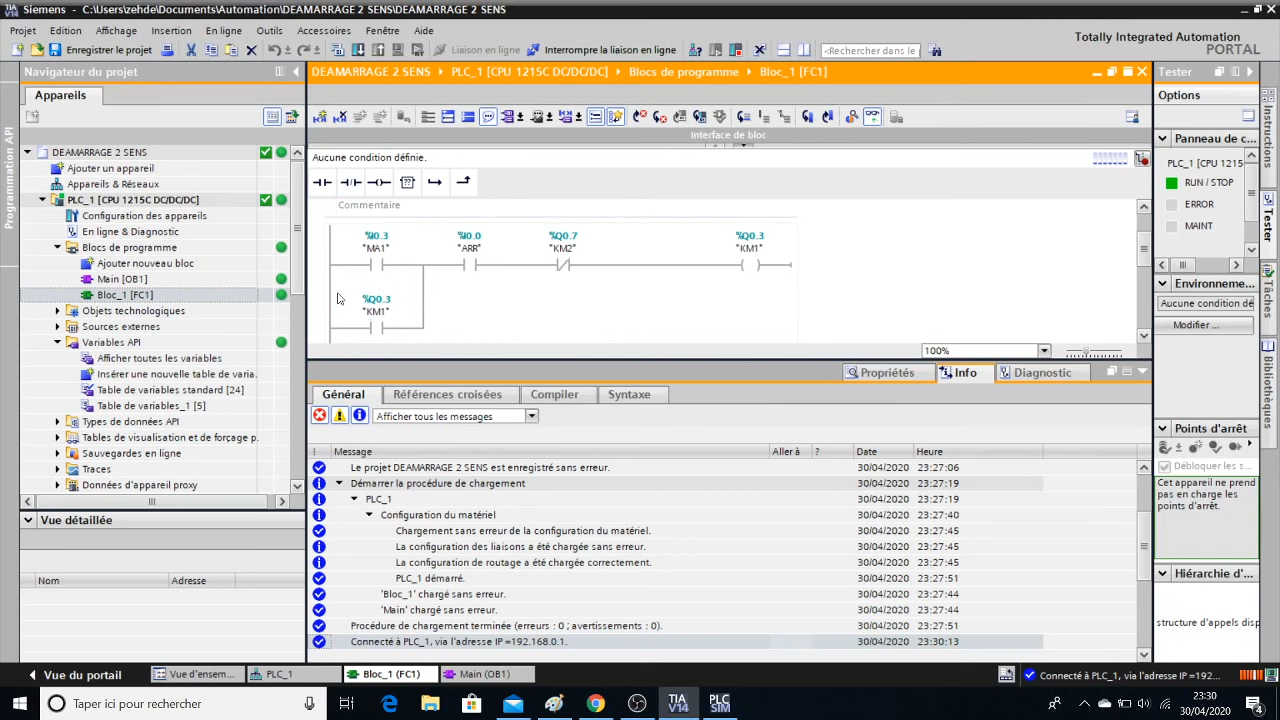 Siemens - C:\Users\zehde\Documents\Automation\DEAMARRAGE 2 SENS\DEAMARRAGE 2 SENS
TIA
V14
Projet Edition Affichage Insertion En ligne Outils Accessoires Fenêtre Aide
Totally Integrated Automation
PORTAL
Enregistrer le projet
Liaison en ligne
Interrompre la liaison en ligne
<Rechercher dans le p
Navigateur du projet
DEAMARRAGE 2 SENS PLC_1 [CPU 1215C DC/DC/DC] Blocs de programme Bloc_1 [FC1]
Tester
Appareils
Options
Programmation API
Interface de bloc
Panneau de c...
DEAMARRAGE 2 SENS
Ajouter un appareil
Appareils & Réseaux
PLC_1 [CPU 1215C DC/DC/DC]
Configuration des appareils
En ligne & Diagnostic
Blocs de programme
Ajouter nouveau bloc
Main [OB1]
Bloc_1 [FC1]
Objets technologiques
Sources externes
Variables API
Afficher toutes les variables
Insérer une nouvelle table de varia.
Table de variables standard [24]
Table de variables_1 [5]
Types de données API
Tables de visualisation et de forçage p.
Sauvegardes en ligne
Traces
Données d'appareil proxy
Aucune condition définie.
Commentaire
%I0.3 %I0.0 %Q0.7 %Q0.3
"MA1" "ARR" "KM2" "KM1"
%Q0.3
"KM1"
100%
PLC_1 [CPU 1215
RUN / STOP
ERROR
MAINT
Environneme...
Aucune condition dé
Modifier ...
Points d'arrêt
Débloquer les s...
Cet appareil ne prend
pas en charge les
points d'arrêt.
Hiérarchie d'...
structure d'appels disp
Instructions
Tester
Tâches
Bibliothèques
Propriétés Info Diagnostic
Général Références croisées Compiler Syntaxe
Afficher tous les messages
! Message Aller à ? Date Heure
Le projet DEAMARRAGE 2 SENS est enregistré sans erreur. 30/04/2020 23:27:06
Démarrer la procédure de chargement 30/04/2020 23:27:19
PLC_1 30/04/2020 23:27:19
Configuration du matériel 30/04/2020 23:27:40
Chargement sans erreur de la configuration du matériel. 30/04/2020 23:27:45
La configuration des liaisons a été chargée sans erreur. 30/04/2020 23:27:45
La configuration de routage a été chargée correctement. 30/04/2020 23:27:45
PLC_1 démarré. 30/04/2020 23:27:51
'Bloc_1' chargé sans erreur. 30/04/2020 23:27:44
'Main' chargé sans erreur. 30/04/2020 23:27:44
Procédure de chargement terminée (erreurs : 0 ; avertissements : 0). 30/04/2020 23:27:51
Connecté à PLC_1, via l'adresse IP =192.168.0.1. 30/04/2020 23:30:13
Vue détaillée
Nom Adresse
Vue du portail
Vue d'ensem...
PLC_1
Bloc_1 (FC1)
Main (OB1)
Connecté à PLC_1, via l'adresse IP =192....
Taper ici pour rechercher
TIA
V14
PLC
SIM
23:30
30/04/2020